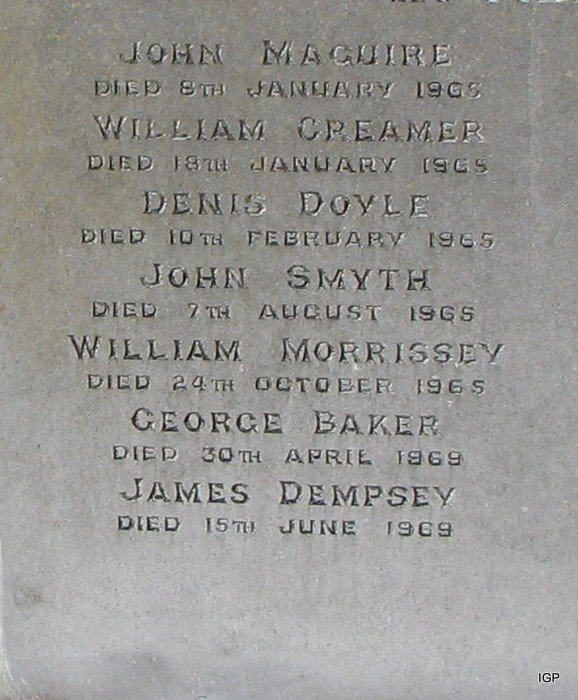 JOHN MAGUIRE
DIED 8TH JANUARY 1965
WILLIAM CREAMER
DIED 18TH JANUARY 1965
DENIS DOYLE
DIED 10TH FEBRUARY 1965
JOHN SMYTH
DIED 7TH AUGUST 1965
WILLIAM MORRISSEY
DIED 24TH OCTOBER 1965
GEORGE BAKER
DIED 30TH APRIL 1969
JAMES DEMPSEY
DIED 15TH JUNE 1969
IGP